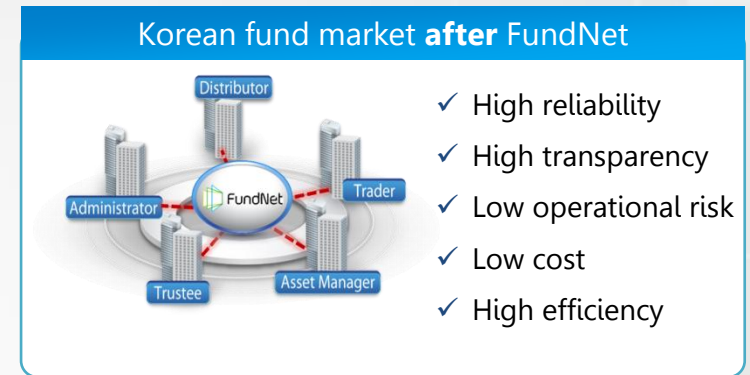 Korean fund market after FundNet
Distributor
Administrator
FundNet
Trader
Trustee
Asset Manager
✓ High reliability
✓ High transparency
✓ Low operational risk
✓ Low cost
✓ High efficiency